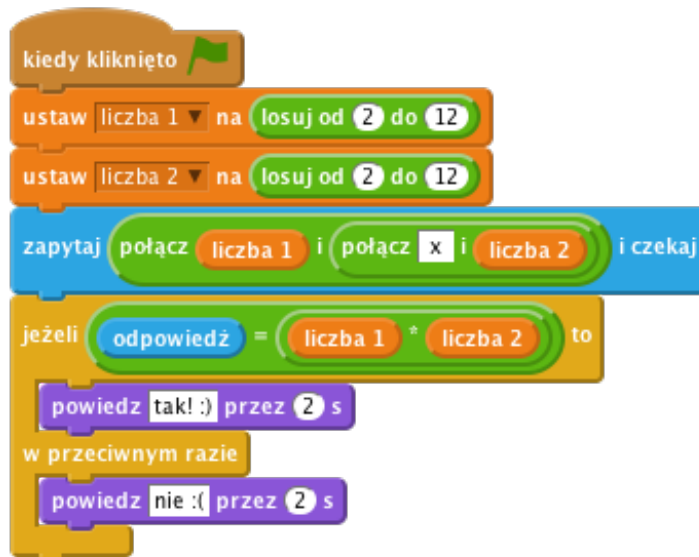 kiedy kliknięto
ustaw liczba 1 na losuj od 2 do 12
ustaw liczba 2 na losuj od 2 do 12
zapytaj połącz liczba 1 i połącz x i liczba 2 i czekaj
jeżeli odpowiedź = liczba 1 * liczba 2 to
powiedz tak! :) przez 2 s
w przeciwnym razie
powiedz nie :( przez 2 s